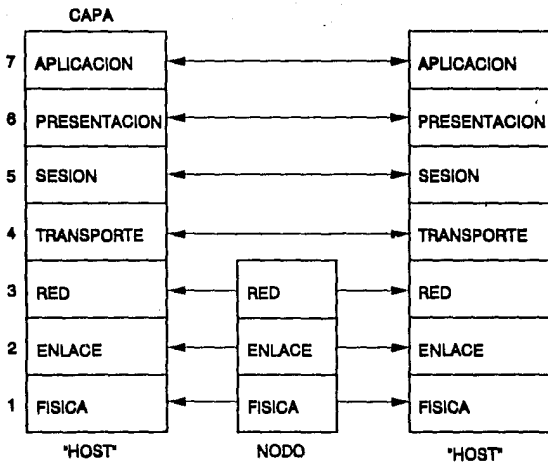 CAPA
7 APLICACION APLICACION
6 PRESENTACION PRESENTACION
5 SESION SESION
4 TRANSPORTE TRANSPORTE
3 RED RED RED
2 ENLACE ENLACE ENLACE
1 FISICA FISICA FISICA
"HOST" NODO "HOST"